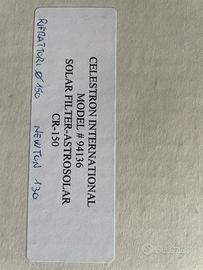 RIFRATTORI Ø 150 NEWTON 130
CELESTRON INTERNATIONAL
MODEL # 94136
SOLAR FILTER-ASTROSOLAR
CR-150